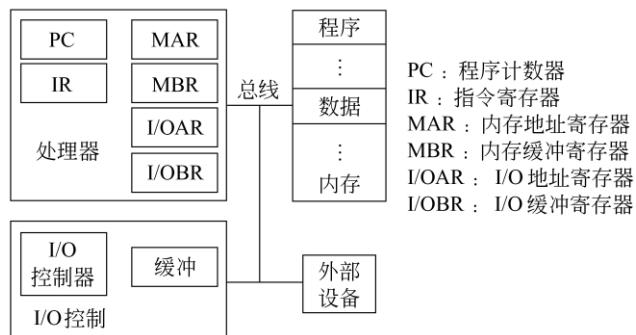 PC
MAR
IR
MBR
处理器
I/OAR
I/OBR
总线
程序
⋮
数据
⋮
内存
PC：程序计数器
IR：指令寄存器
MAR：内存地址寄存器
MBR：内存缓冲寄存器
I/OAR：I/O 地址寄存器
I/OBR：I/O 缓冲寄存器
I/O
控制器
缓冲
I/O 控制
外部
设备